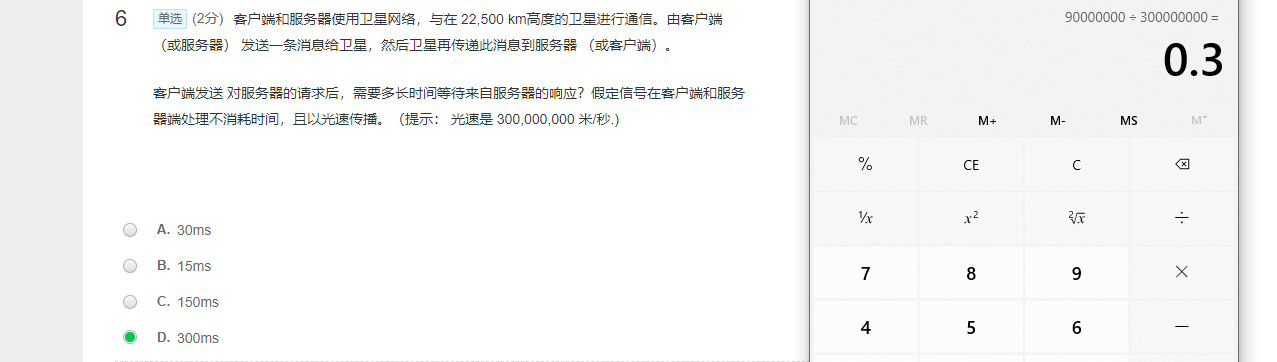 6 单选 (2分) 客户端和服务器使用卫星网络，与在 22,500 km高度的卫星进行通信。由客户端
（或服务器） 发送一条消息给卫星，然后卫星再传递此消息到服务器 （或客户端）。
客户端发送 对服务器的请求后，需要多长时间等待来自服务器的响应？假定信号在客户端和服务
器端处理不消耗时间，且以光速传播。（提示： 光速是 300,000,000 米/秒.)
A. 30ms
B. 15ms
C. 150ms
D. 300ms
90000000 ÷ 300000000 =
0.3
MC MR M+ M- MS M˅
% CE C ⌫
¹⁄x x² ²√x ÷
7 8 9 ×
4 5 6 −